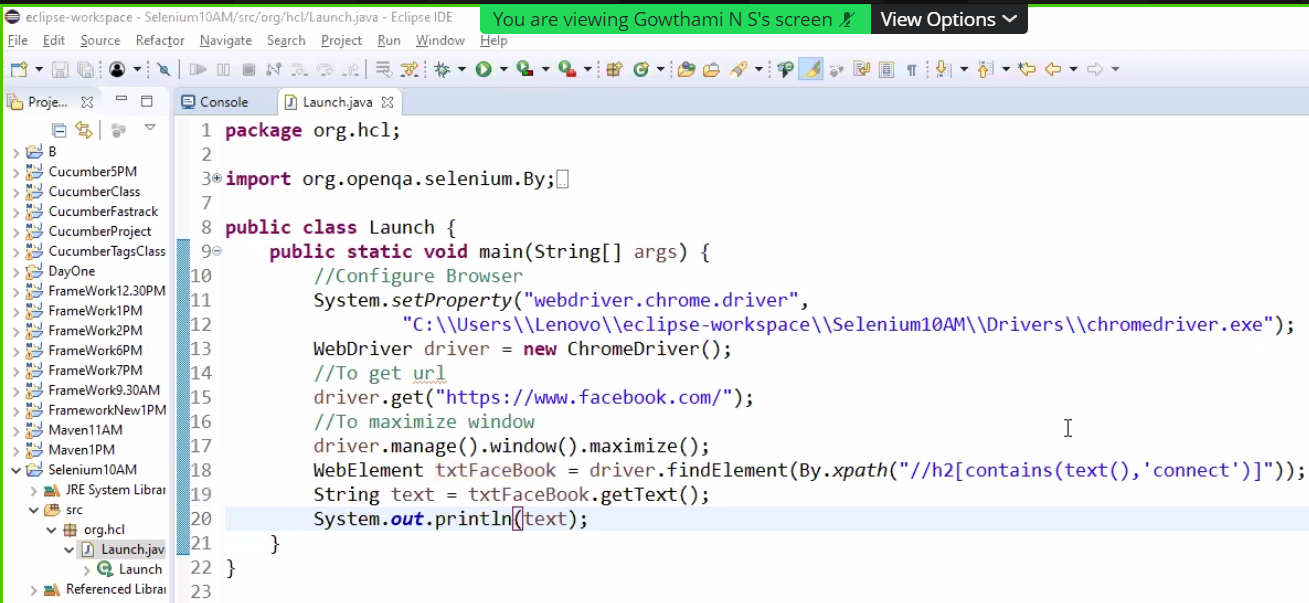 eclipse-workspace - Selenium10AM/src/org/hcl/Launch.java - Eclipse IDE
You are viewing Gowthami N S's screen
View Options
File Edit Source Refactor Navigate Search Project Run Window Help
Proje...
Console
Launch.java
B
Cucumber5PM
CucumberClass
CucumberFastrack
CucumberProject
CucumberTagsClass
DayOne
FrameWork12.30PM
FrameWork1PM
FrameWork2PM
FrameWork6PM
FrameWork7PM
FrameWork9.30AM
FrameworkNew1PM
Maven11AM
Maven1PM
Selenium10AM
JRE System Librar
src
org.hcl
Launch.jav
Launch
Referenced Librar
1 package org.hcl;
2
3 import org.openqa.selenium.By;
7
8 public class Launch {
9 public static void main(String[] args) {
10 //Configure Browser
11 System.setProperty("webdriver.chrome.driver",
12 "C:\\Users\\Lenovo\\eclipse-workspace\\Selenium10AM\\Drivers\\chromedriver.exe");
13 WebDriver driver = new ChromeDriver();
14 //To get url
15 driver.get("https://www.facebook.com/");
16 //To maximize window
17 driver.manage().window().maximize();
18 WebElement txtFaceBook = driver.findElement(By.xpath("//h2[contains(text(),'connect')]"));
19 String text = txtFaceBook.getText();
20 System.out.println(text);
21 }
22 }
23